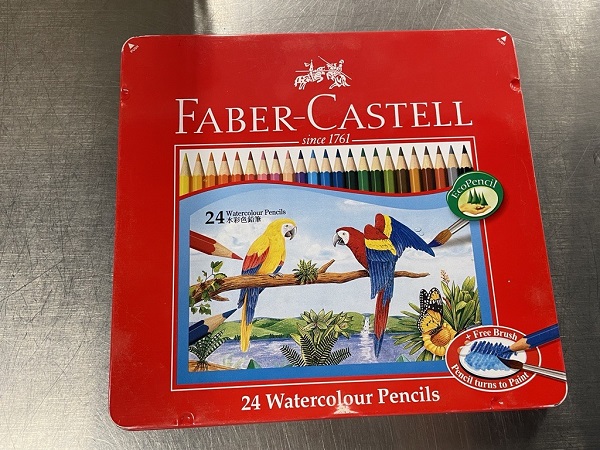 FABER-CASTELL
since 1761
EcoPencil
24 Watercolour Pencils
水彩色鉛筆
+ Free Brush
Pencil turns to Paint
24 Watercolour Pencils